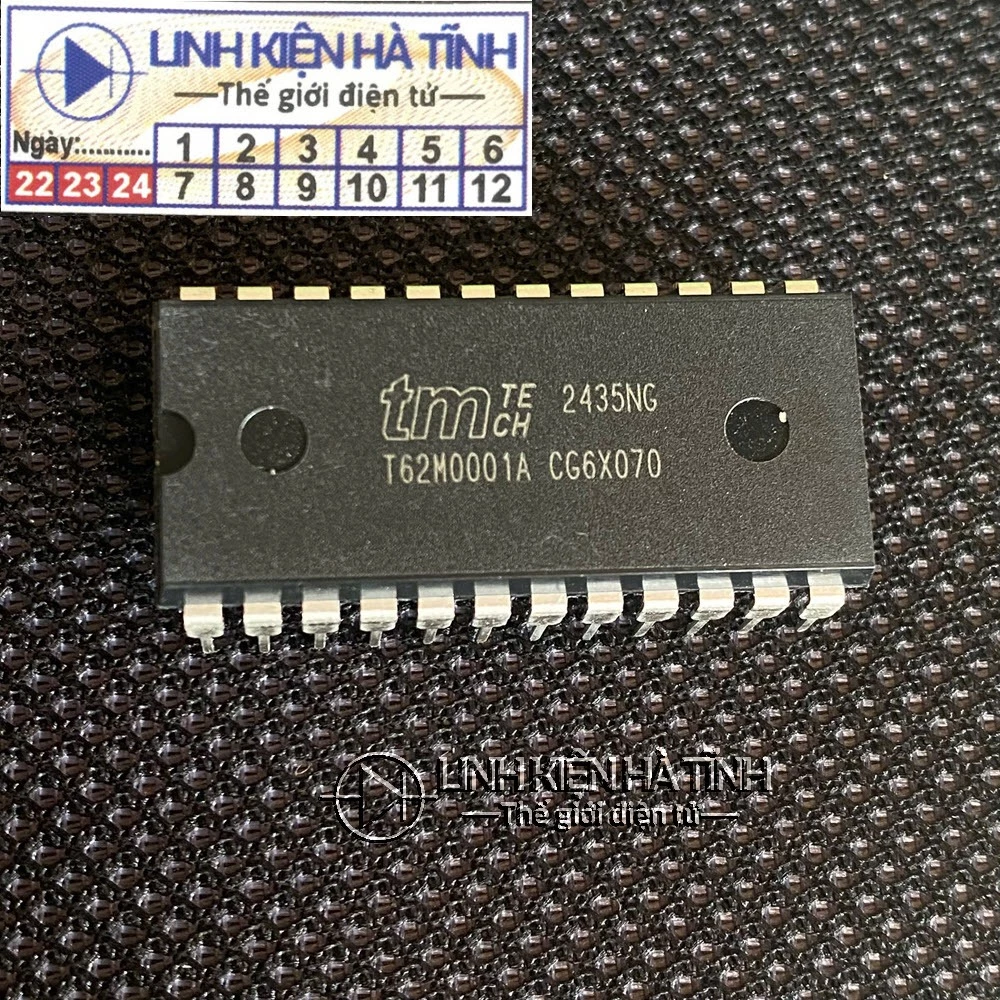 LINH KIỆN HÀ TĨNH
Thế giới điện tử
Ngày:........... 1 2 3 4 5 6
22 23 24 7 8 9 10 11 12
tm TE CH 2435NG
T62M0001A CG6X070
LINH KIỆN HÀ TĨNH
Thế giới điện tử